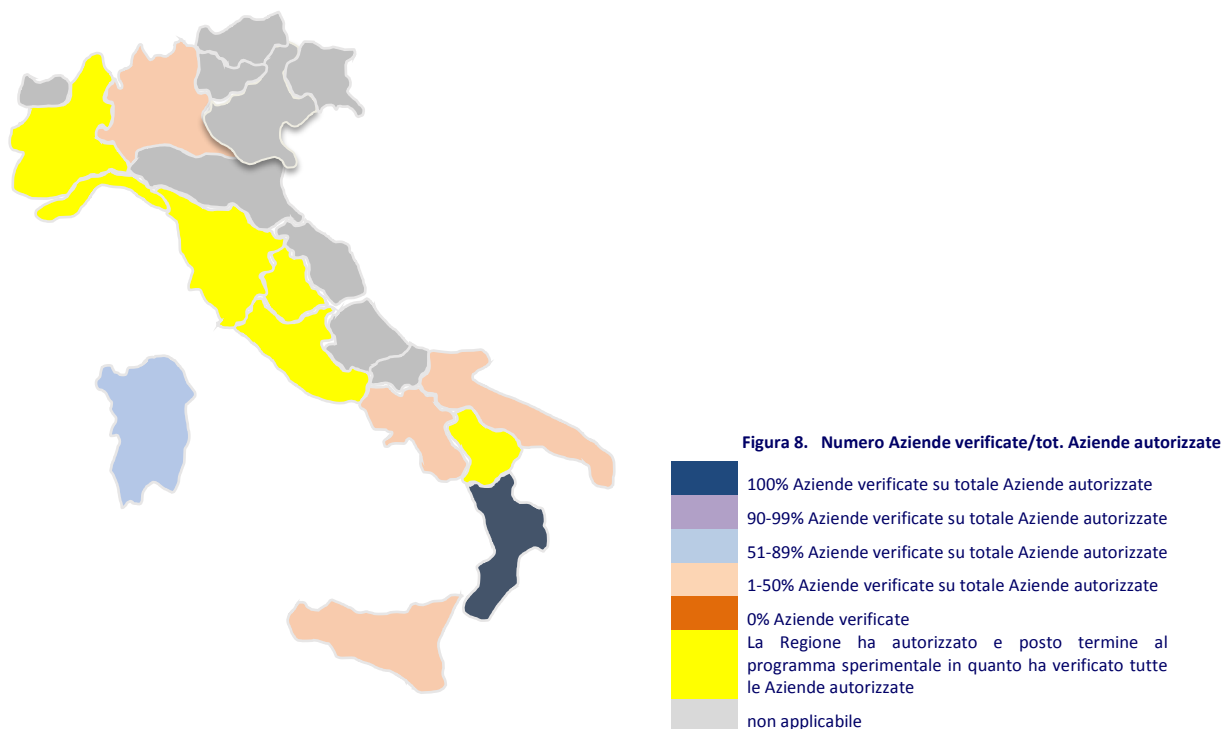 Figura 8. Numero Aziende verificate/tot. Aziende autorizzate
100% Aziende verificate su totale Aziende autorizzate
90-99% Aziende verificate su totale Aziende autorizzate
51-89% Aziende verificate su totale Aziende autorizzate
1-50% Aziende verificate su totale Aziende autorizzate
0% Aziende verificate
La Regione ha autorizzato e posto termine al
programma sperimentale in quanto ha verificato tutte
le Aziende autorizzate
non applicabile